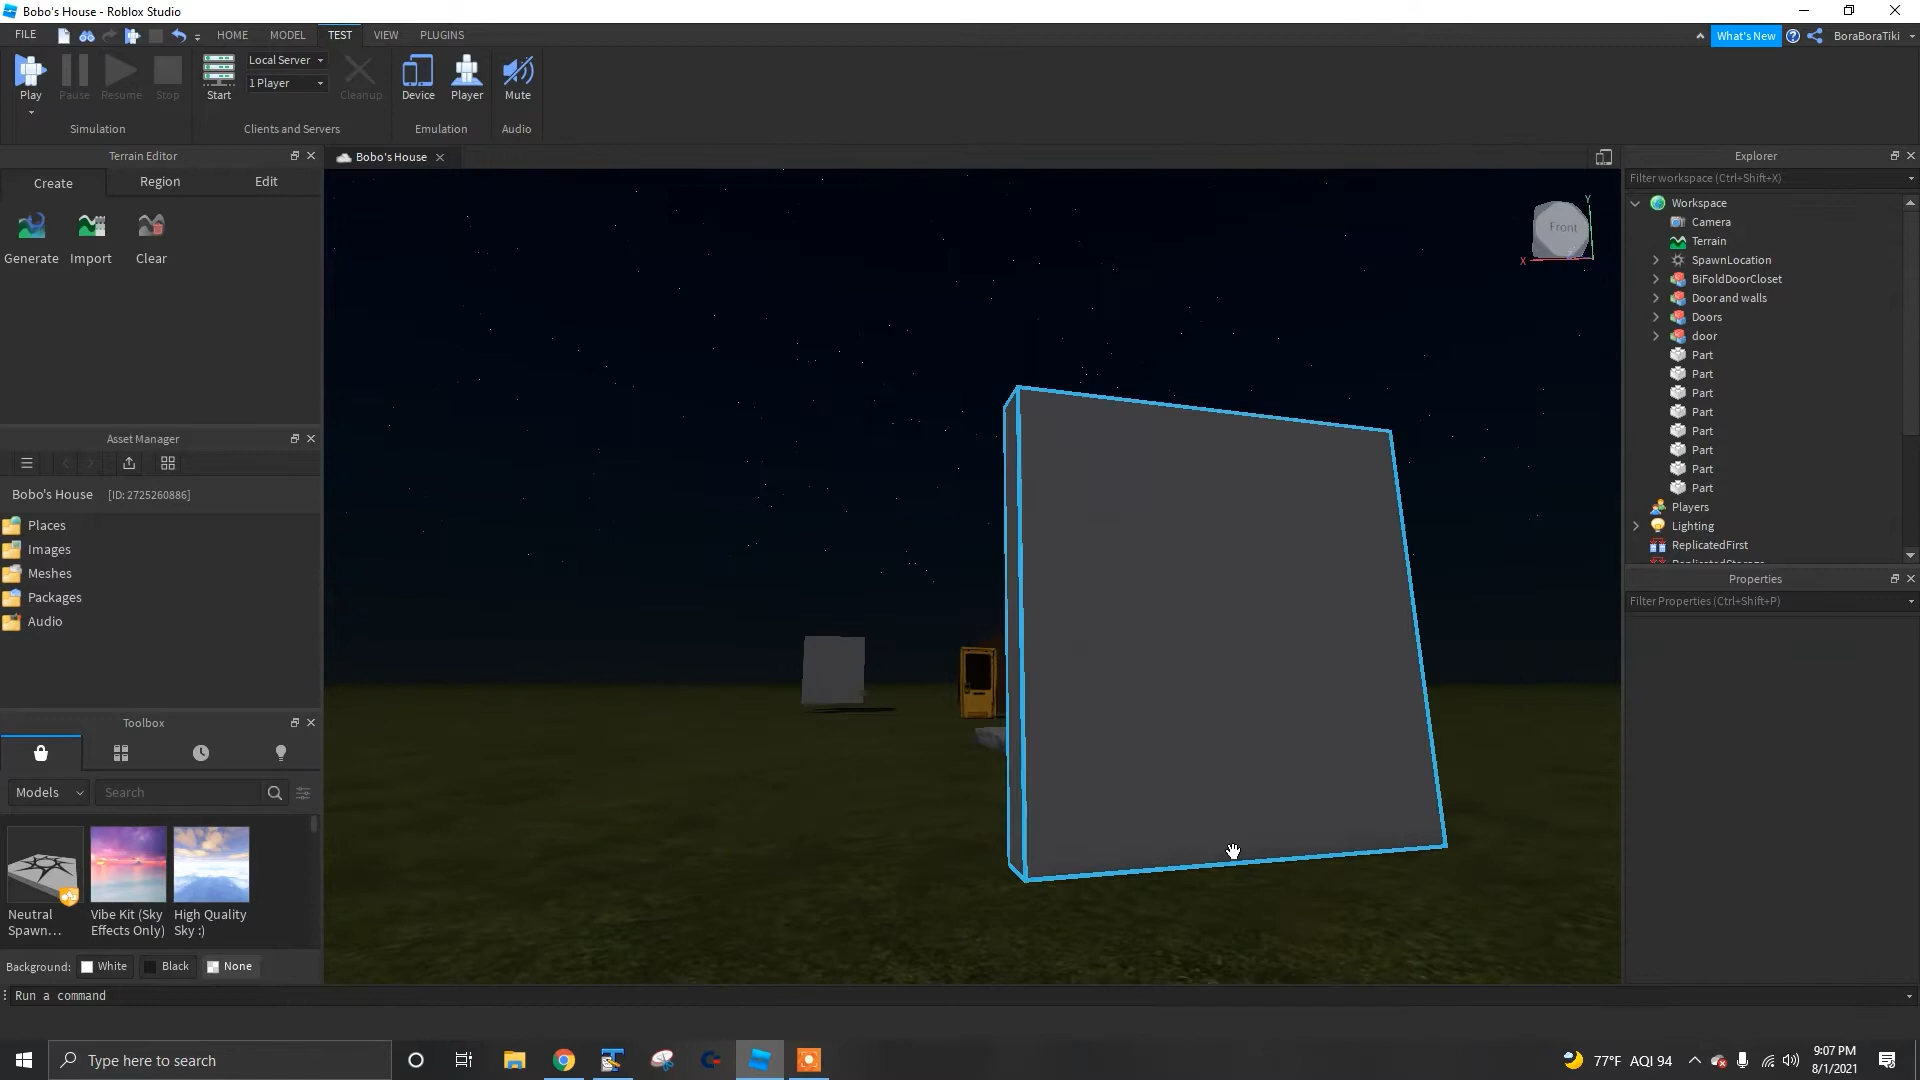 Bobo's House - Roblox Studio
FILE HOME MODEL TEST VIEW PLUGINS What's New BoraBoraTiki
Play Pause Resume Stop
Simulation
Start
Local Server
1 Player
Cleanup
Clients and Servers
Device Player
Emulation
Mute
Audio
Terrain Editor
Create Region Edit
Generate Import Clear
Asset Manager
Bobo's House [ID: 2725260886]
Places
Images
Meshes
Packages
Audio
Toolbox
Models Search
Neutral
Spawn...
Vibe Kit (Sky
Effects Only)
High Quality
Sky :)
Background: White Black None
Run a command
Bobo's House
Front
Y
X
Explorer
Filter workspace (Ctrl+Shift+X)
Workspace
Camera
Terrain
SpawnLocation
BiFoldDoorCloset
Door and walls
Doors
door
Part
Part
Part
Part
Part
Part
Part
Part
Players
Lighting
ReplicatedFirst
Properties
Filter Properties (Ctrl+Shift+P)
Type here to search
77°F AQI 94
9:07 PM
8/1/2021